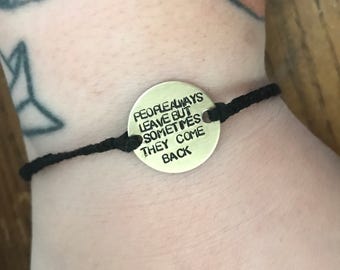 PEOPLE ALWAYS
LEAVE BUT
SOMETIMES
THEY COME
BACK